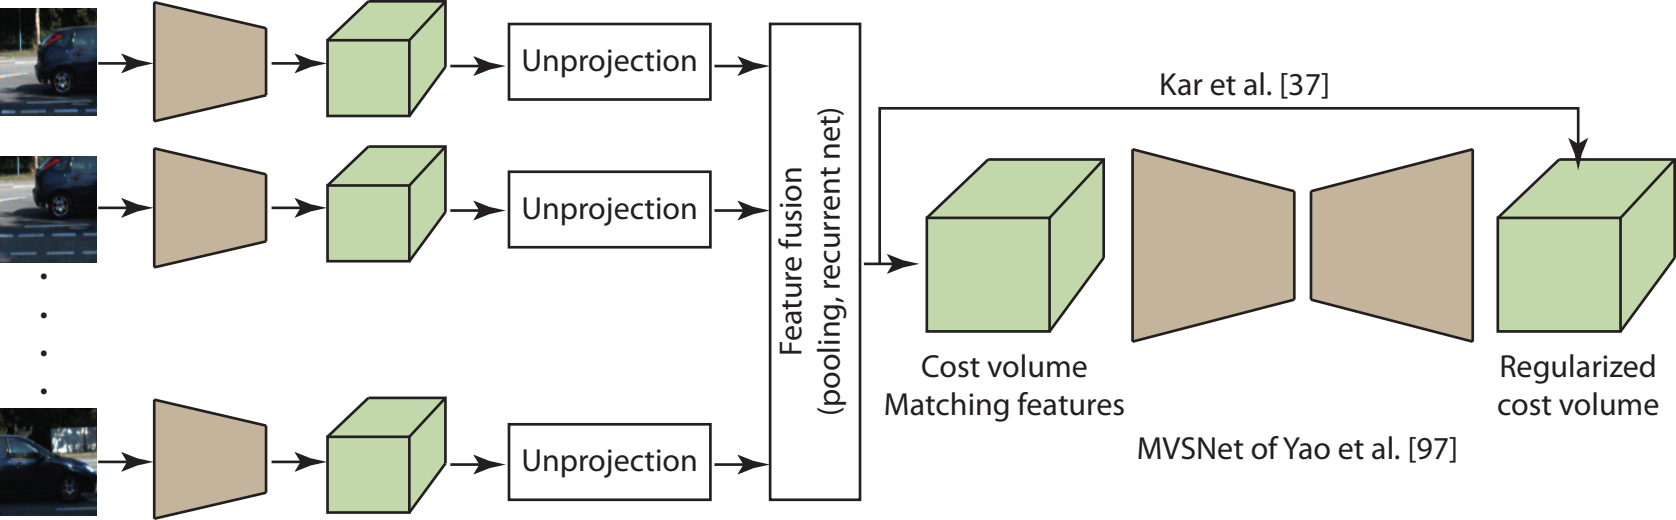 Unprojection
Unprojection
Unprojection
Feature fusion
(pooling, recurrent net)
Kar et al. [37]
Cost volume
Matching features
Regularized
cost volume
MVSNet of Yao et al. [97]